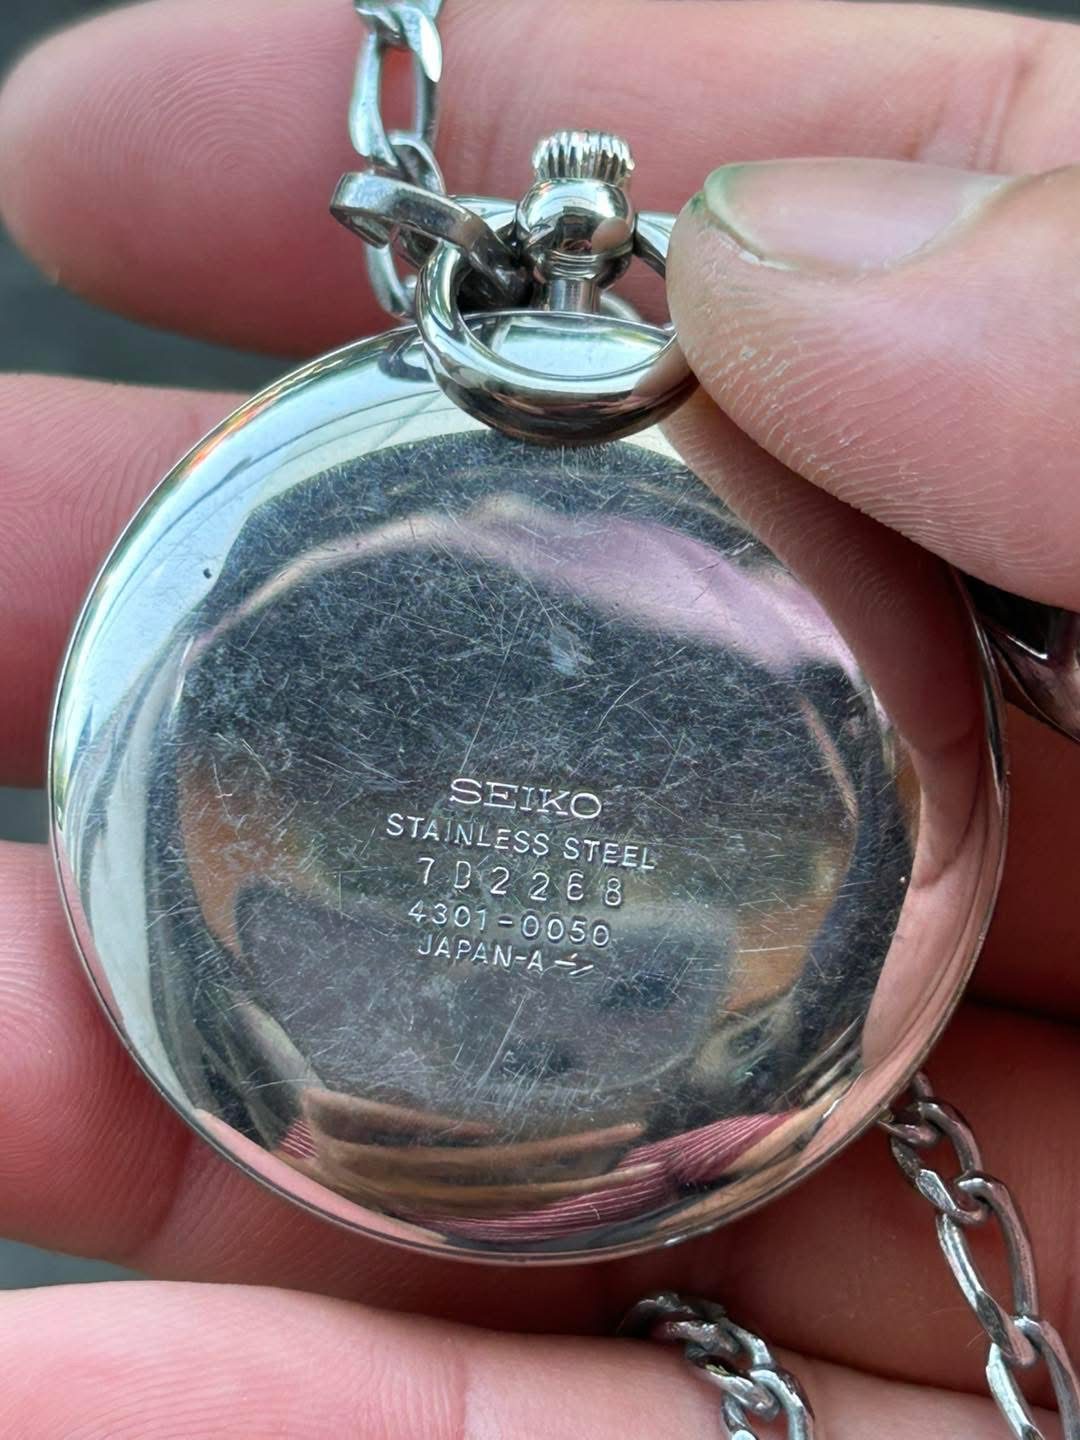 SEIKO
STAINLESS STEEL
7D2268
4301-0050
JAPAN-A